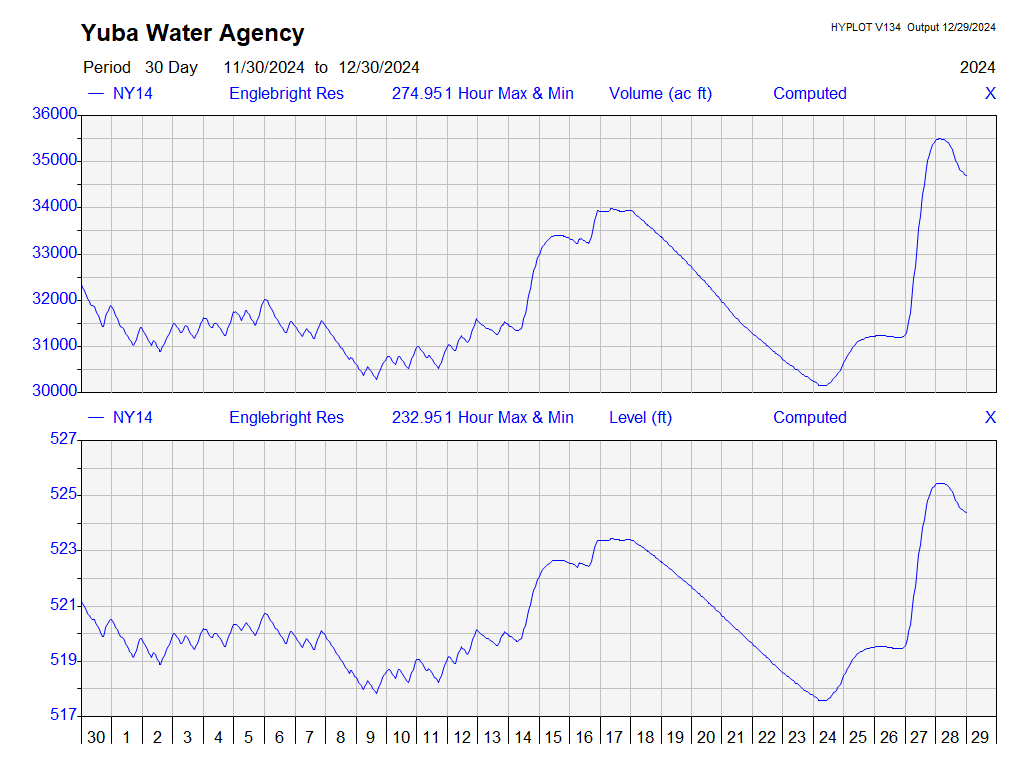 Yuba Water Agency
HYPLOT V134 Output 12/29/2024
Period 30 Day 11/30/2024 to 12/30/2024
2024
NY14 Englebright Res 274.951 Hour Max & Min Volume (ac ft) Computed X
36000
35000
34000
33000
32000
31000
30000
NY14 Englebright Res 232.951 Hour Max & Min Level (ft) Computed X
527
525
523
521
519
517
30 1 2 3 4 5 6 7 8 9 10 11 12 13 14 15 16 17 18 19 20 21 22 23 24 25 26 27 28 29